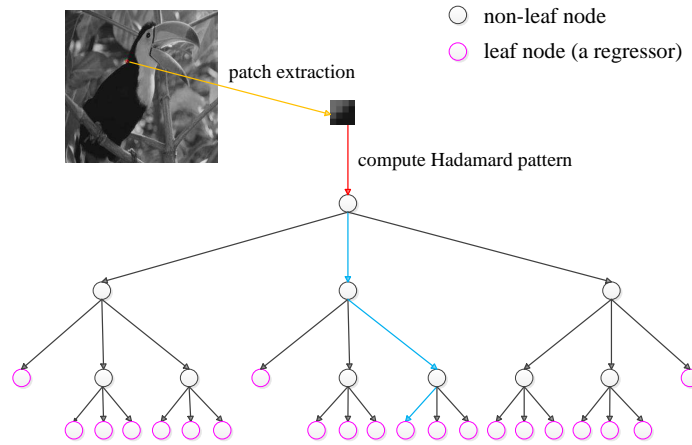 non-leaf node
leaf node (a regressor)
patch extraction
compute Hadamard pattern